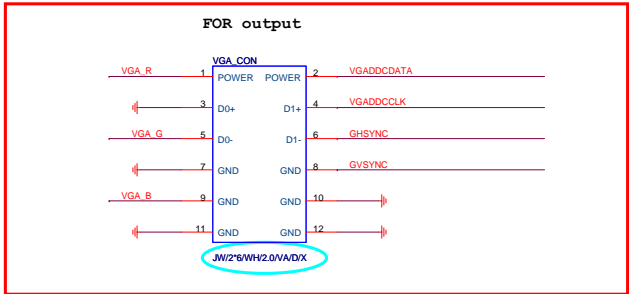 FOR output
VGA_CON
VGA_R 1 POWER POWER 2 VGADDCDATA
3 D0+ D1+ 4 VGADDCCLK
VGA_G 5 D0- D1- 6 GHSYNC
7 GND GND 8 GVSYNC
VGA_B 9 GND GND 10
11 GND GND 12
JW/2*6/WH/2.0/VA/D/X